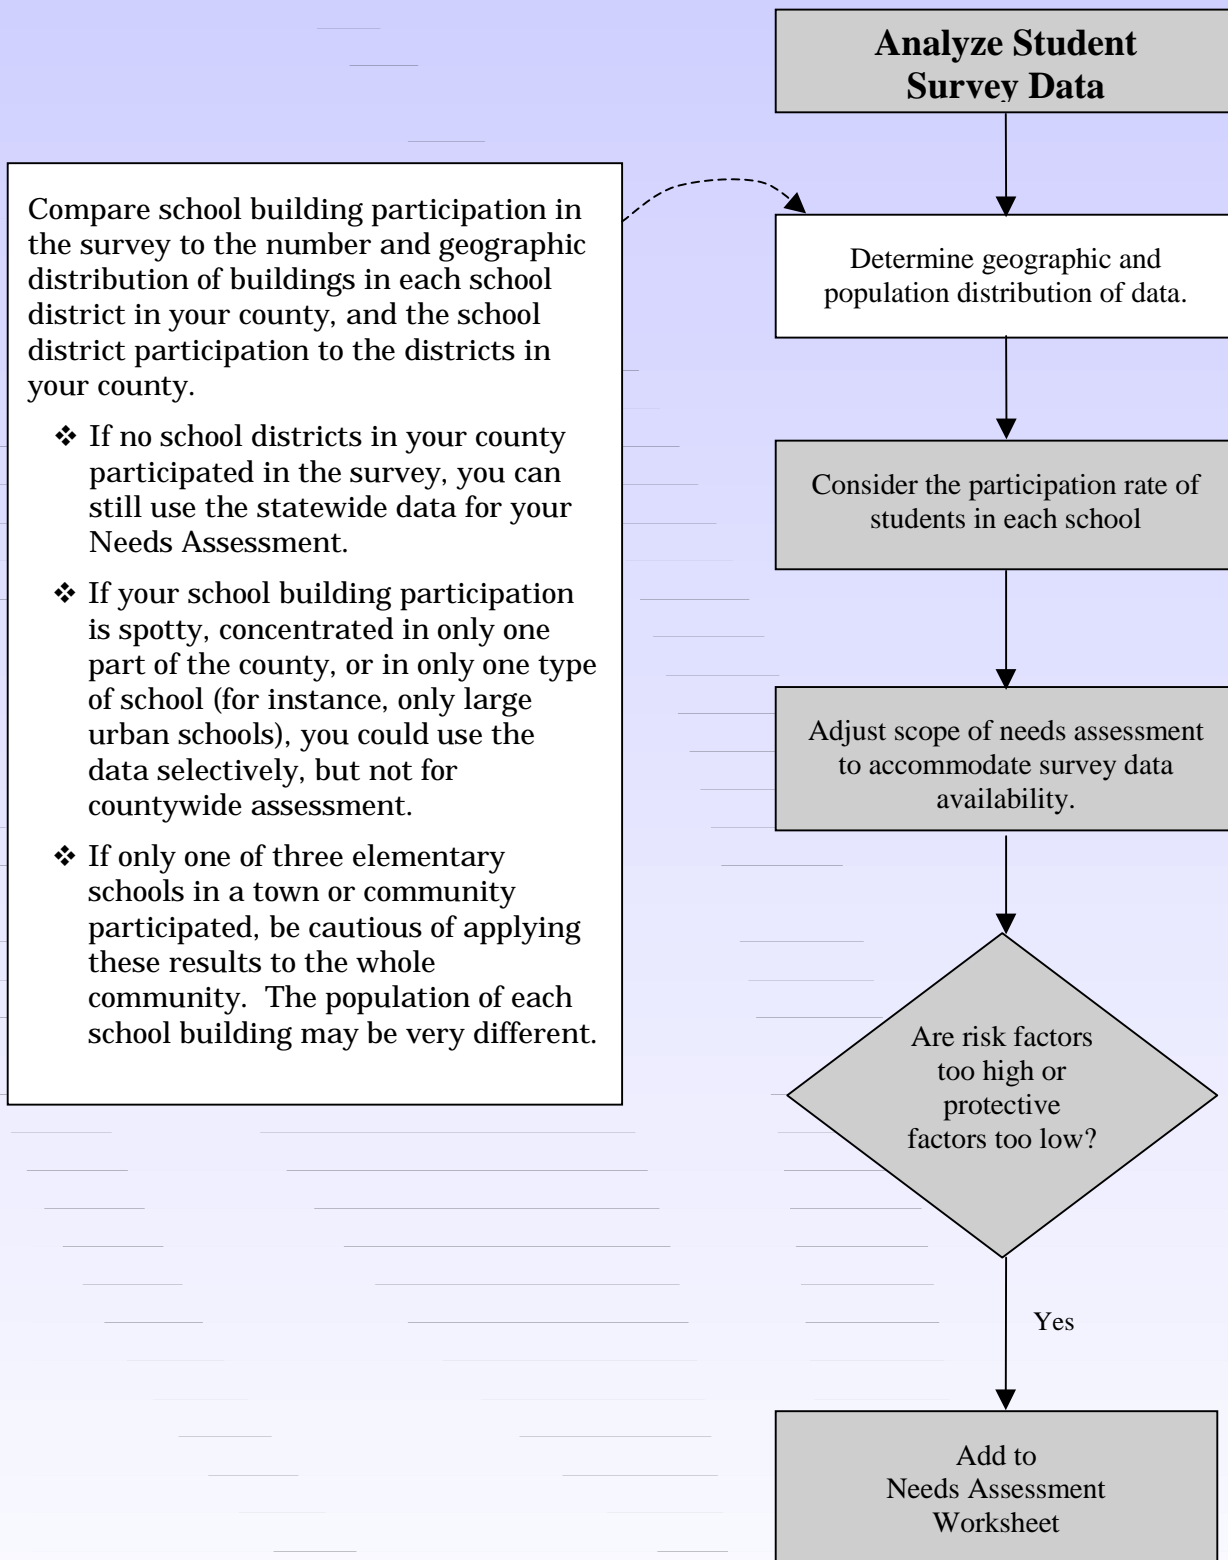 Analyze Student
Survey Data
Compare school building participation in
the survey to the number and geographic
distribution of buildings in each school
district in your county, and the school
district participation to the districts in
your county.
❖ If no school districts in your county
participated in the survey, you can
still use the statewide data for your
Needs Assessment.
❖ If your school building participation
is spotty, concentrated in only one
part of the county, or in only one type
of school (for instance, only large
urban schools), you could use the
data selectively, but not for
countywide assessment.
❖ If only one of three elementary
schools in a town or community
participated, be cautious of applying
these results to the whole
community.  The population of each
school building may be very different.
Determine geographic and
population distribution of data.
Consider the participation rate of
students in each school
Adjust scope of needs assessment
to accommodate survey data
availability.
Are risk factors
too high or
protective
factors too low?
Yes
Add to
Needs Assessment
Worksheet